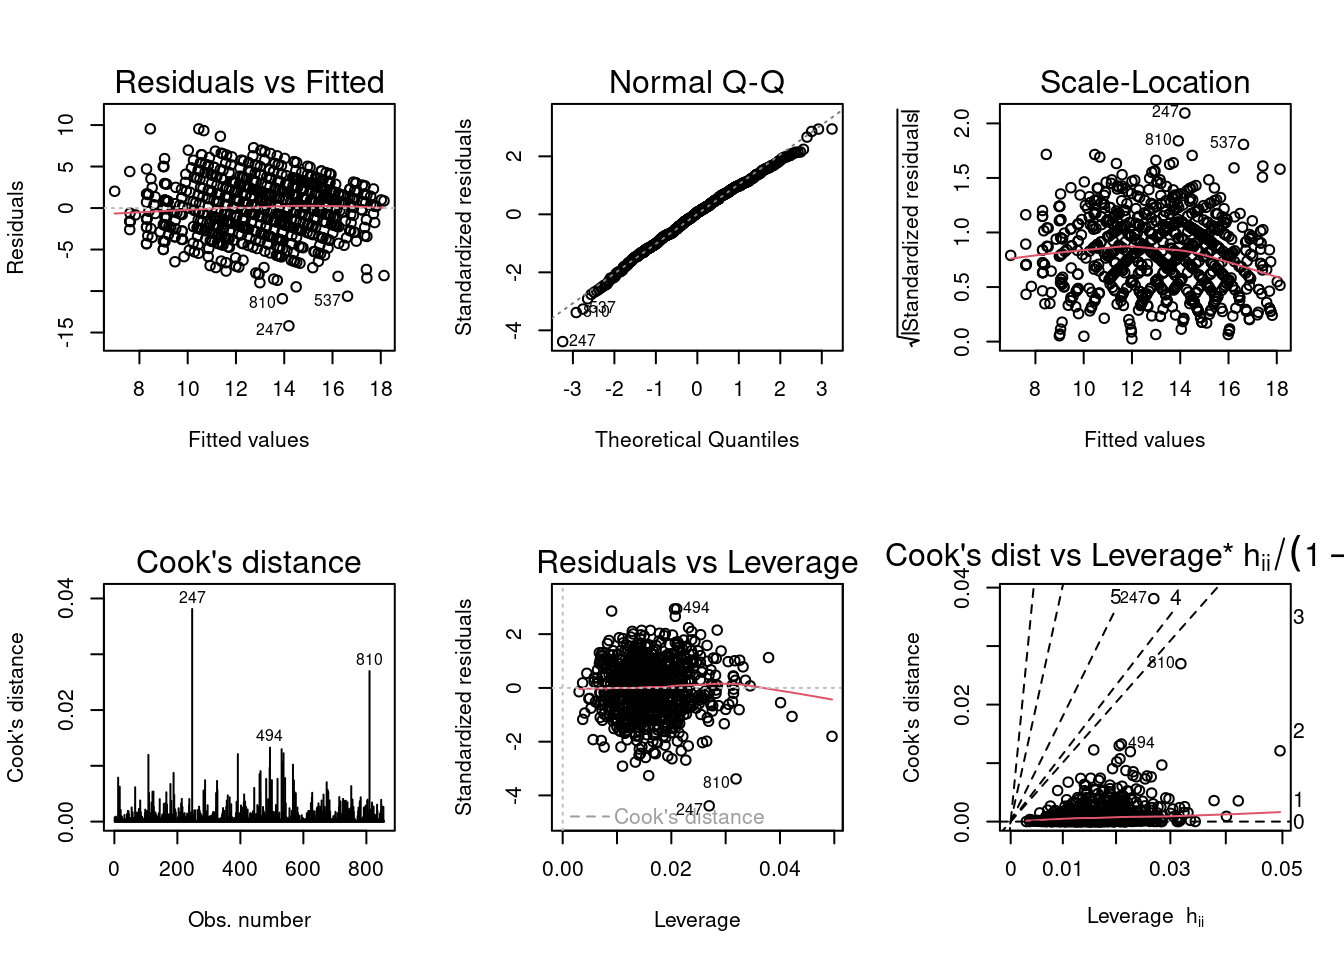 Residuals vs Fitted
Residuals
10
5
0
-5
-15
810
537
247
8 10 12 14 16 18
Fitted values
Normal Q-Q
Standardized residuals
2
0
-2
-4
537
810
247
-3 -2 -1 0 1 2 3
Theoretical Quantiles
Scale-Location
√|Standardized residuals|
2.0
1.5
1.0
0.5
0.0
247
810
537
8 10 12 14 16 18
Fitted values
Cook's distance
Cook's distance
0.04
0.02
0.00
247
810
494
0 200 400 600 800
Obs. number
Residuals vs Leverage
Standardized residuals
2
0
-2
-4
494
810
247
Cook's distance
0.00 0.02 0.04
Leverage
Cook's dist vs Leverage* hii/(1 −
Cook's distance
0.04
0.02
0.00
5 247 4
810
494
3
2
1
0
0 0.01 0.03 0.05
Leverage hii